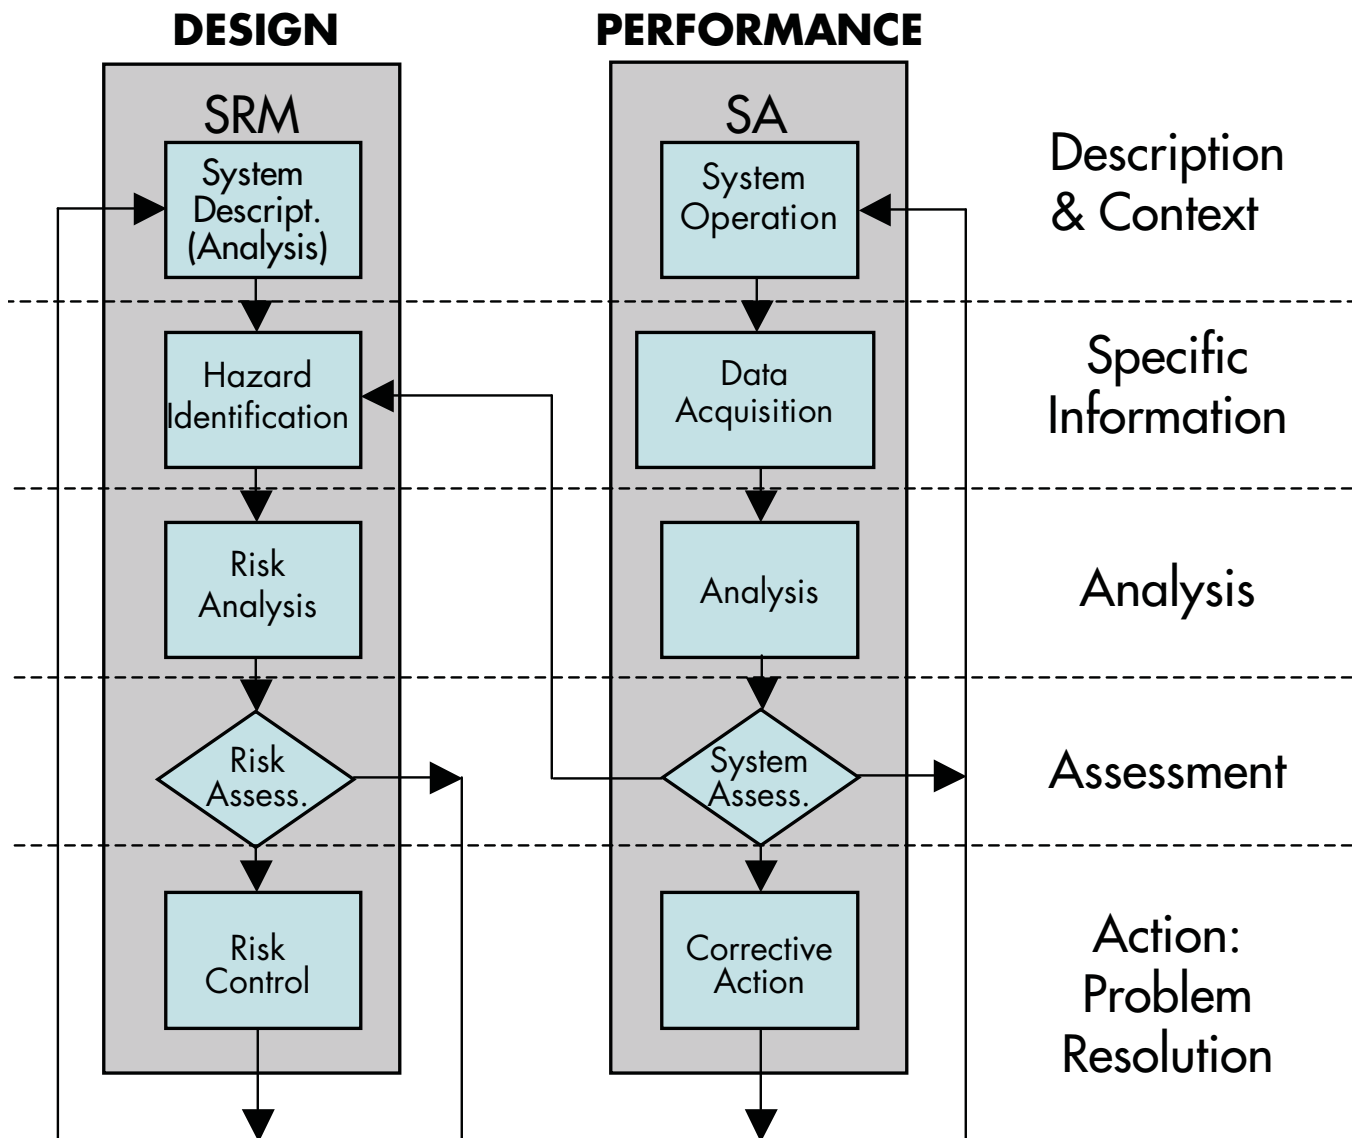 DESIGN
PERFORMANCE
SRM
SA
System
Descript.
(Analysis)
System
Operation
Description
& Context
Hazard
Identification
Data
Acquisition
Specific
Information
Risk
Analysis
Analysis
Analysis
Risk
Assess.
System
Assess.
Assessment
Risk
Control
Corrective
Action
Action:
Problem
Resolution